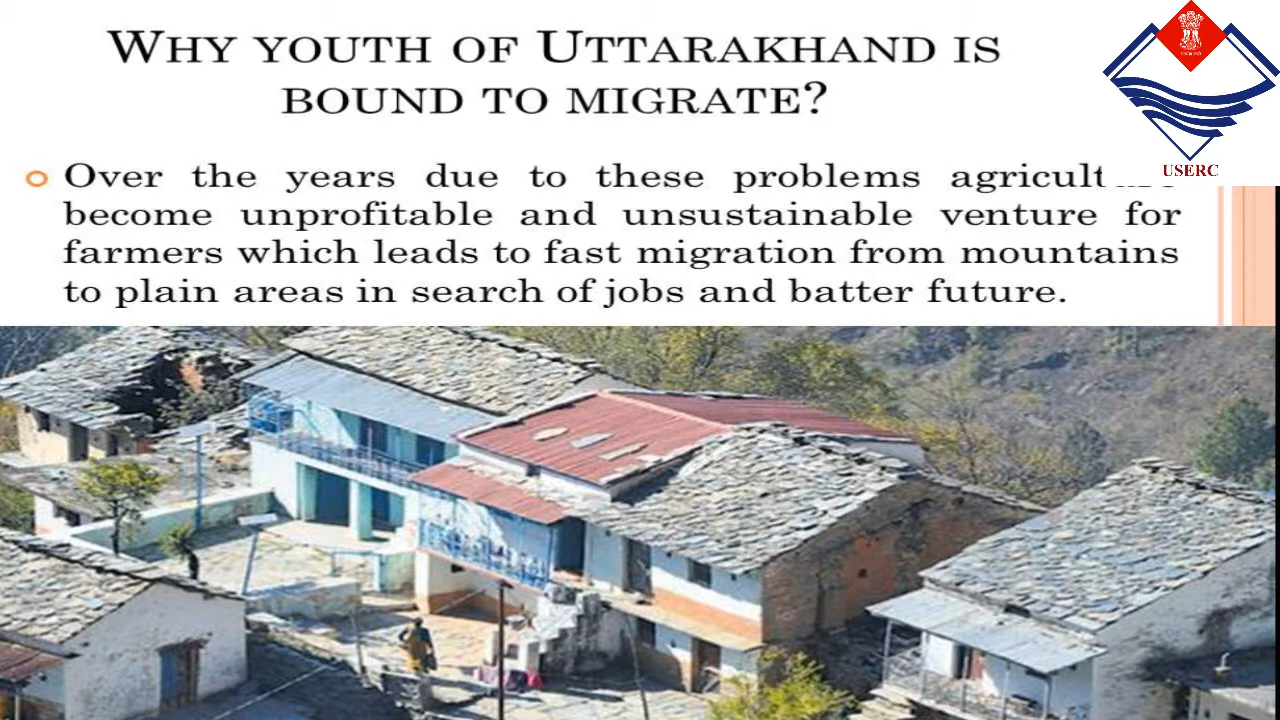 WHY YOUTH OF UTTARAKHAND IS
BOUND TO MIGRATE?
USERC
Over the years due to these problems
become unprofitable and unsustainable venture for
farmers which leads to fast migration from mountains
to plain areas in search of jobs and batter future.